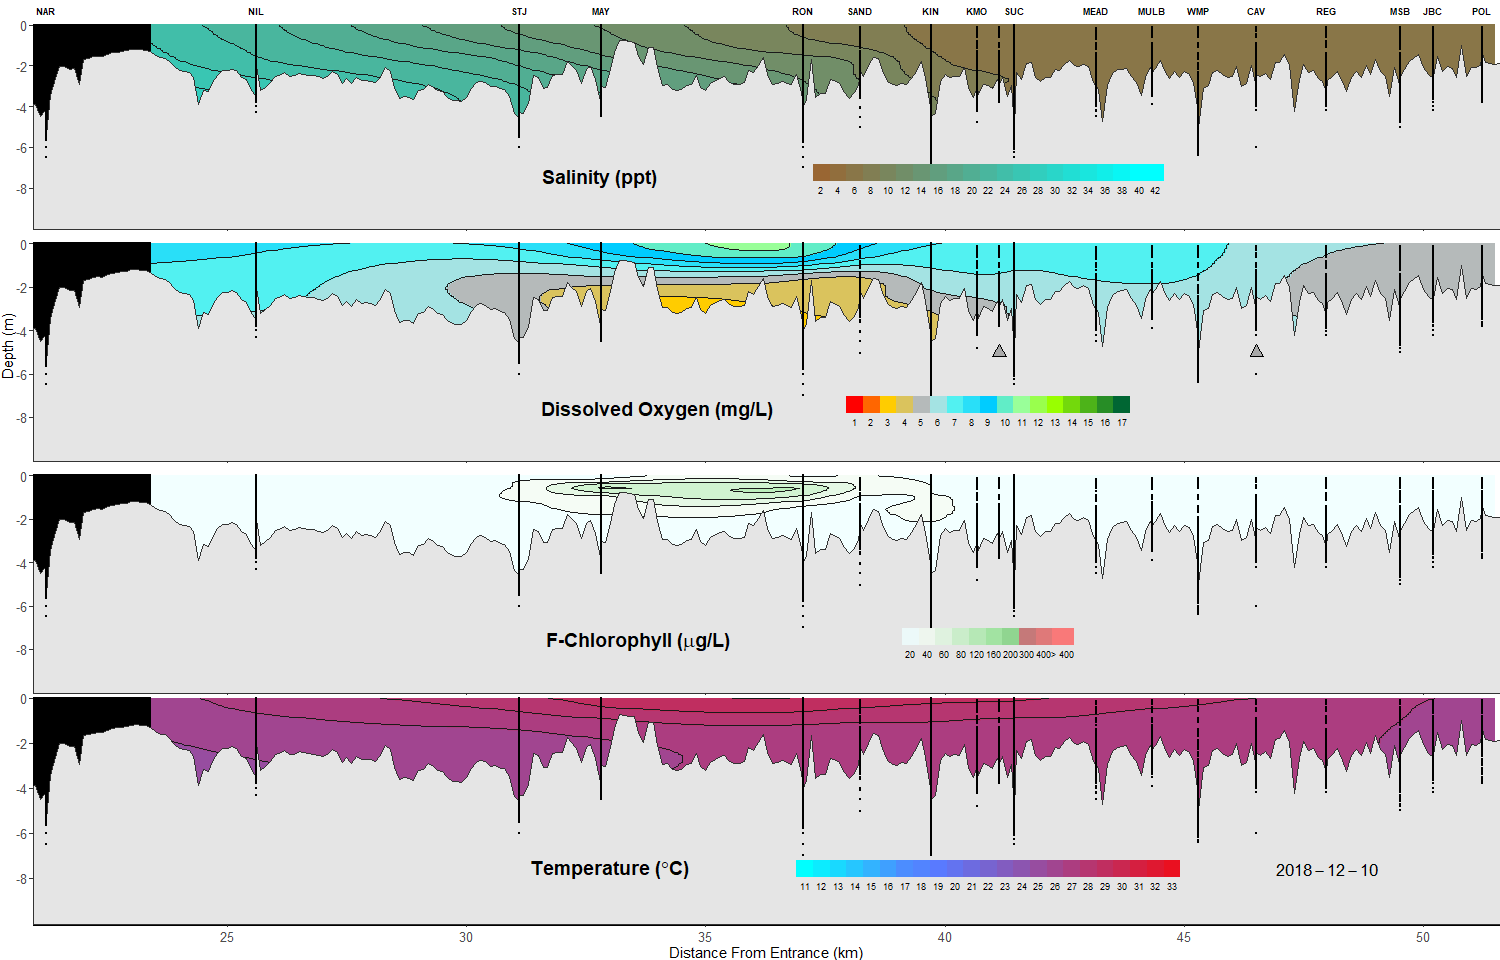 NAR NIL STJ MAY RON SAND KIN KMO SUC MEAD MULB WMP CAV REG MSB JBC POL
0
-2
-4
-6
-8
Salinity (ppt)
2 4 6 8 10 12 14 16 18 20 22 24 26 28 30 32 34 36 38 40 42
0
-2
-4
-6
-8
Depth (m)
Dissolved Oxygen (mg/L)
1 2 3 4 5 6 7 8 9 10 11 12 13 14 15 16 17
0
-2
-4
-6
-8
F-Chlorophyll (μg/L)
20 40 60 80 120 160 200 300 400> 400
0
-2
-4
-6
-8
Temperature (°C)
11 12 13 14 15 16 17 18 19 20 21 22 23 24 25 26 27 28 29 30 31 32 33
2018 – 12 – 10
25 30 35 40 45 50
Distance From Entrance (km)